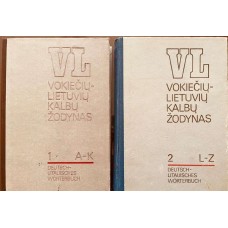 VL
VOKIEČIŲ-
LIETUVIŲ
KALBŲ
ŽODYNAS
1 A-K
DEUTSCH-
LITAUISCHES
WÖRTERBUCH
VL
VOKIEČIŲ-
LIETUVIŲ
KALBŲ
ŽODYNAS
2 L-Z
DEUTSCH-
LITAUISCHES
WÖRTERBUCH